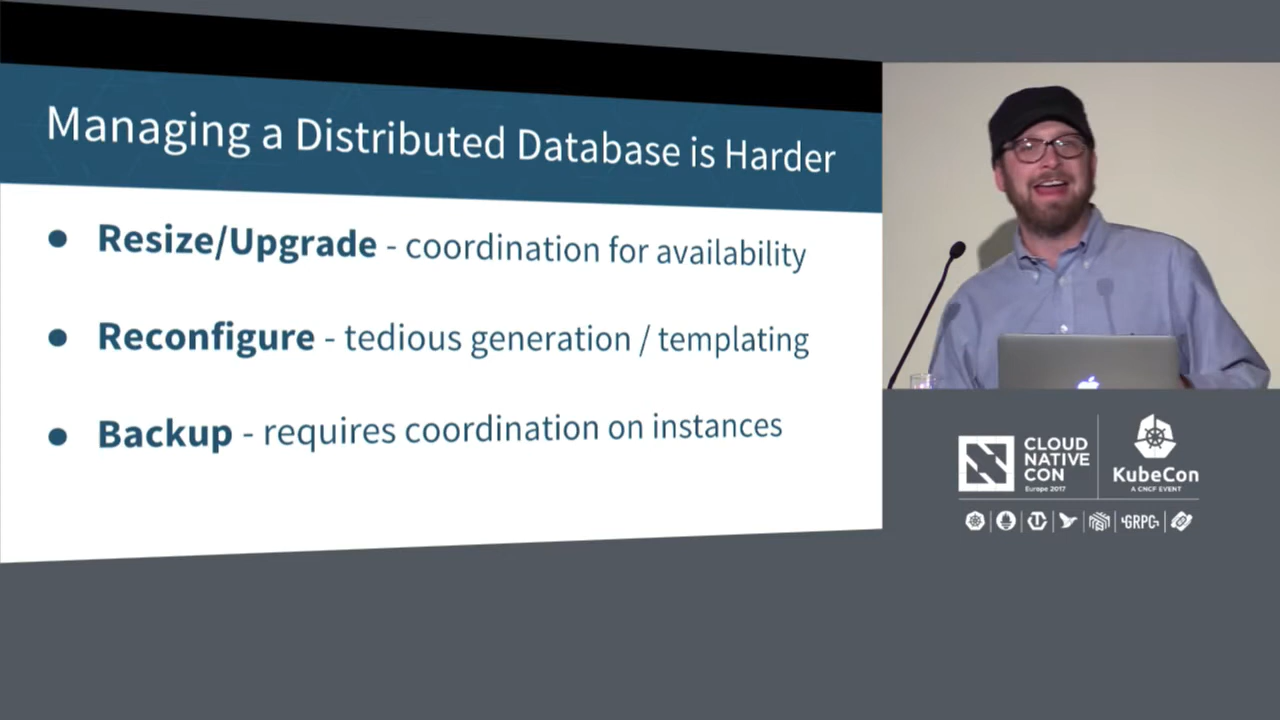 Managing a Distributed Database is Harder
● Resize/Upgrade - coordination for availability
● Reconfigure - tedious generation / templating
● Backup - requires coordination on instances
CLOUD
NATIVE
CON
Europe 2017
KubeCon
A CNCF EVENT
GRPC